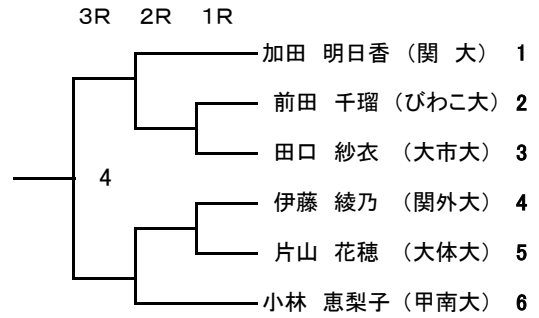 3R 2R 1R
加田 明日香 (関 大) 1
前田 千瑠 (びわこ大) 2
田口 紗衣 (大市大) 3
4
伊藤 綾乃 (関外大) 4
片山 花穂 (大体大) 5
小林 恵梨子 (甲南大) 6